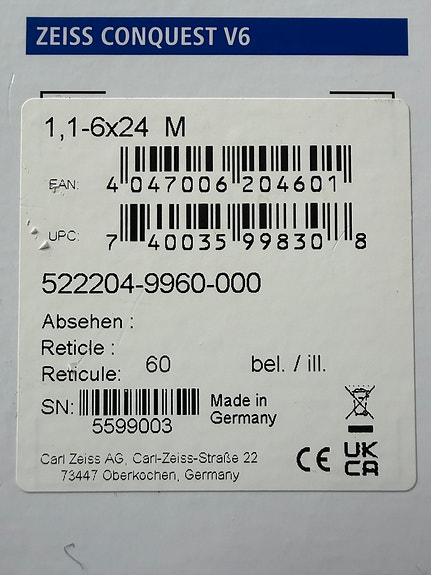 ZEISS CONQUEST V6
1,1-6x24 M
EAN: 4 047006 204601
UPC: 7 40035 99830 8
522204-9960-000
Absehen :
Reticle :
Reticule: 60 bel. / ill.
SN: 5599003
Made in
Germany
Carl Zeiss AG, Carl-Zeiss-Straße 22
73447 Oberkochen, Germany
CE
UK
CA